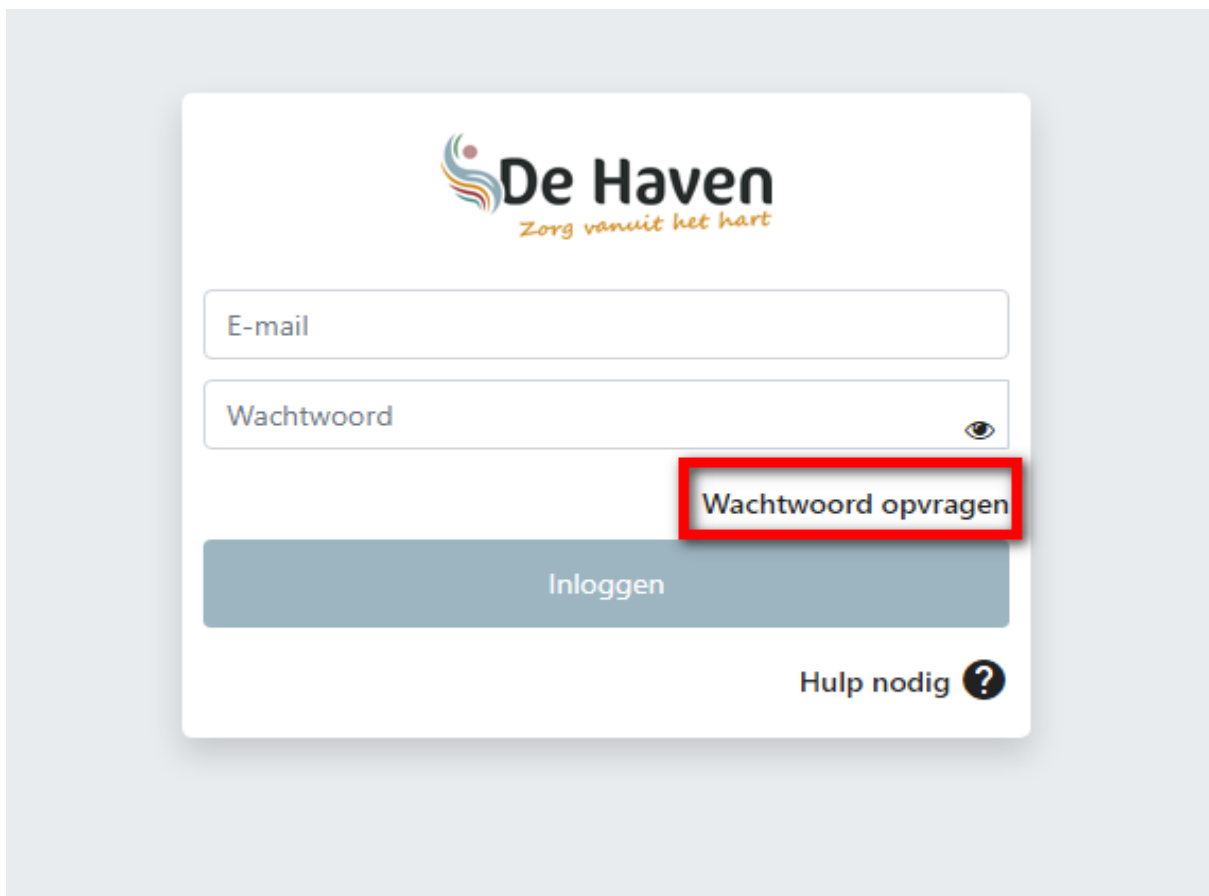 De Haven
Zorg vanuit het hart
E-mail
Wachtwoord
Wachtwoord opvragen
Inloggen
Hulp nodig ?